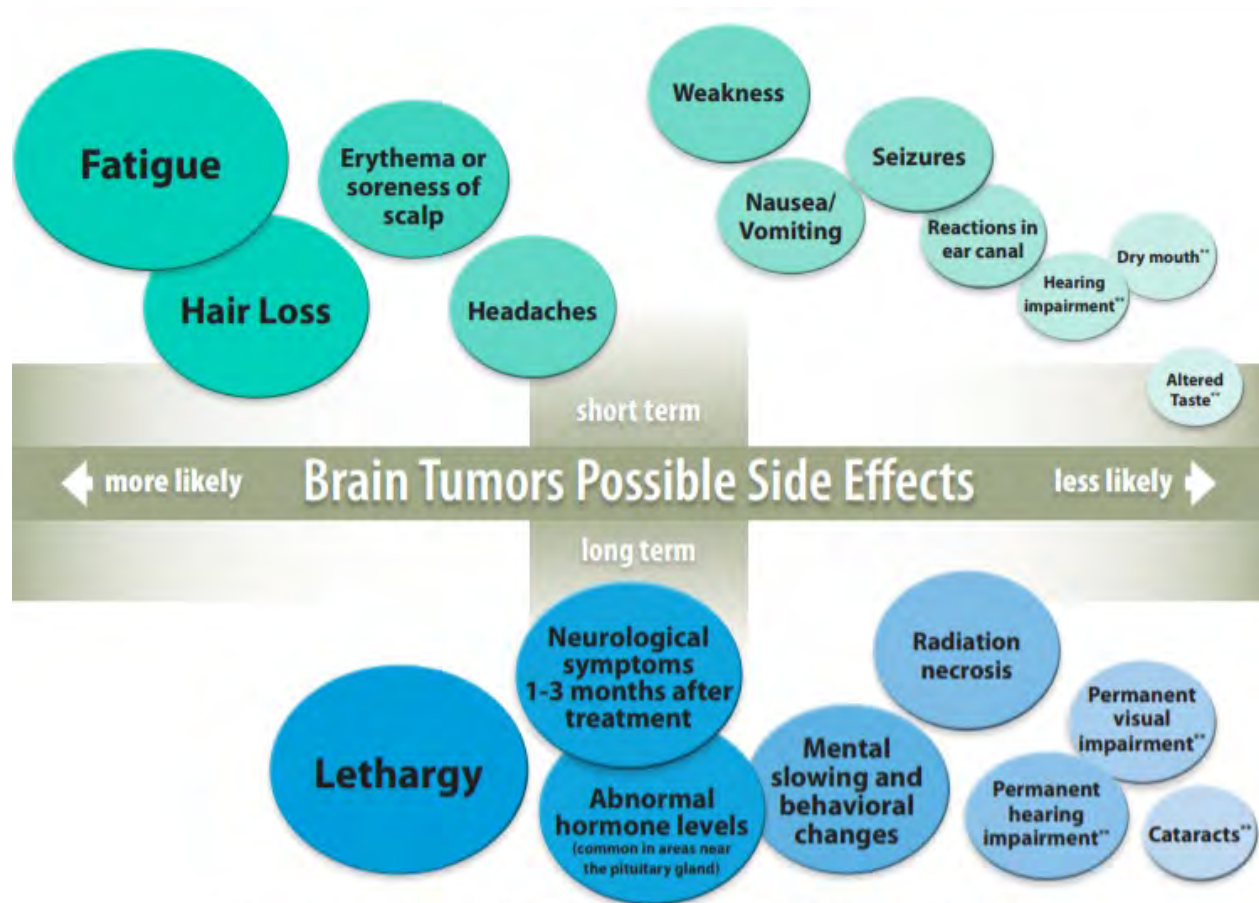 Fatigue
Hair Loss
Erythema or
soreness of
scalp
Headaches
Weakness
Nausea/
Vomiting
Seizures
Reactions in
ear canal
Hearing
impairment**
Dry mouth**
Altered
Taste**
short term
more likely
Brain Tumors Possible Side Effects
less likely
long term
Lethargy
Neurological
symptoms
1-3 months after
treatment
Abnormal
hormone levels
(common in areas near
the pituitary gland)
Mental
slowing and
behavioral
changes
Radiation
necrosis
Permanent
visual
impairment**
Permanent
hearing
impairment**
Cataracts**